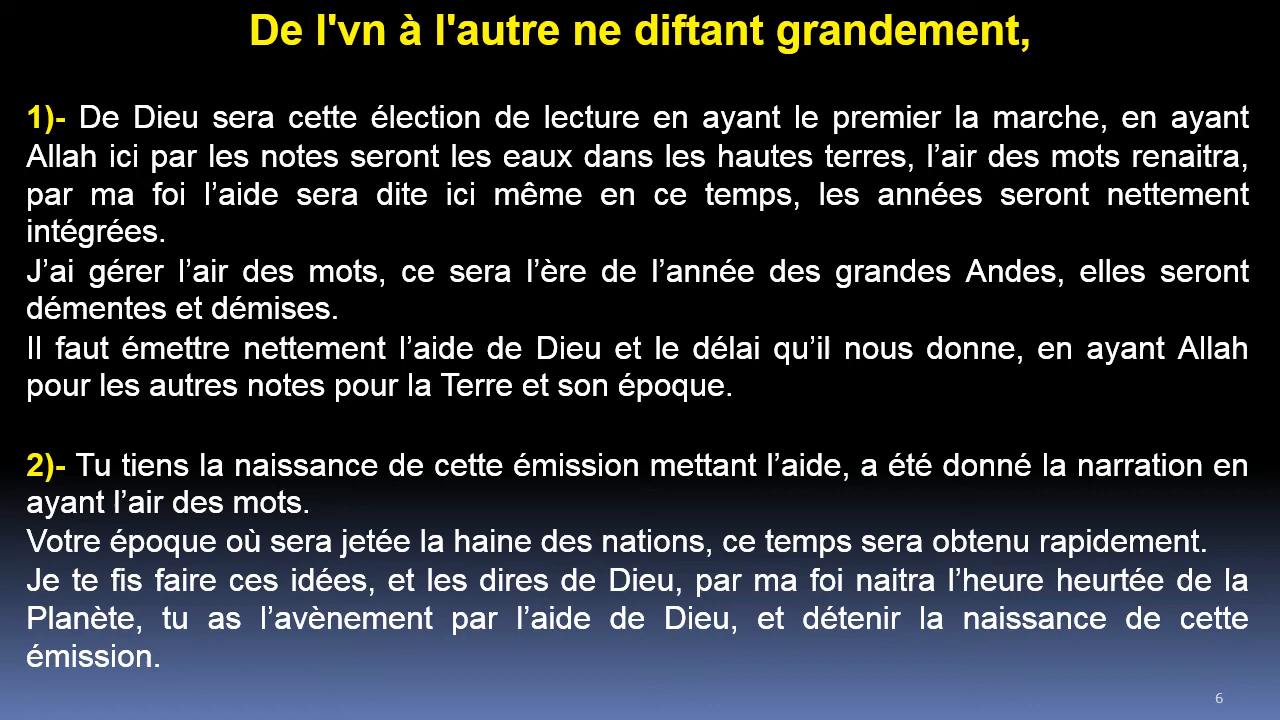 De l'vn à l'autre ne diftant grandement,
1)- De Dieu sera cette élection de lecture en ayant le premier la marche, en ayant
Allah ici par les notes seront les eaux dans les hautes terres, l’air des mots renaitra,
par ma foi l’aide sera dite ici même en ce temps, les années seront nettement
intégrées.
J’ai gérer l’air des mots, ce sera l’ère de l’année des grandes Andes, elles seront
démentes et démises.
Il faut émettre nettement l’aide de Dieu et le délai qu’il nous donne, en ayant Allah
pour les autres notes pour la Terre et son époque.
2)- Tu tiens la naissance de cette émission mettant l’aide, a été donné la narration en
ayant l’air des mots.
Votre époque où sera jetée la haine des nations, ce temps sera obtenu rapidement.
Je te fis faire ces idées, et les dires de Dieu, par ma foi naitra l’heure heurtée de la
Planète, tu as l’avènement par l’aide de Dieu, et détenir la naissance de cette
émission.
6